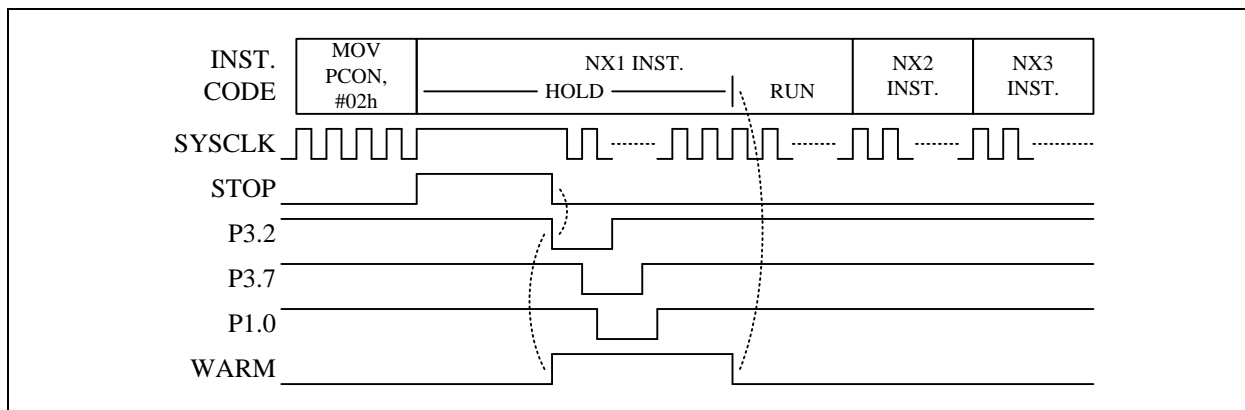 INST.
CODE
MOV
PCON,
#02h
NX1 INST.
HOLD
RUN
NX2
INST.
NX3
INST.
SYSCLK
STOP
P3.2
P3.7
P1.0
WARM